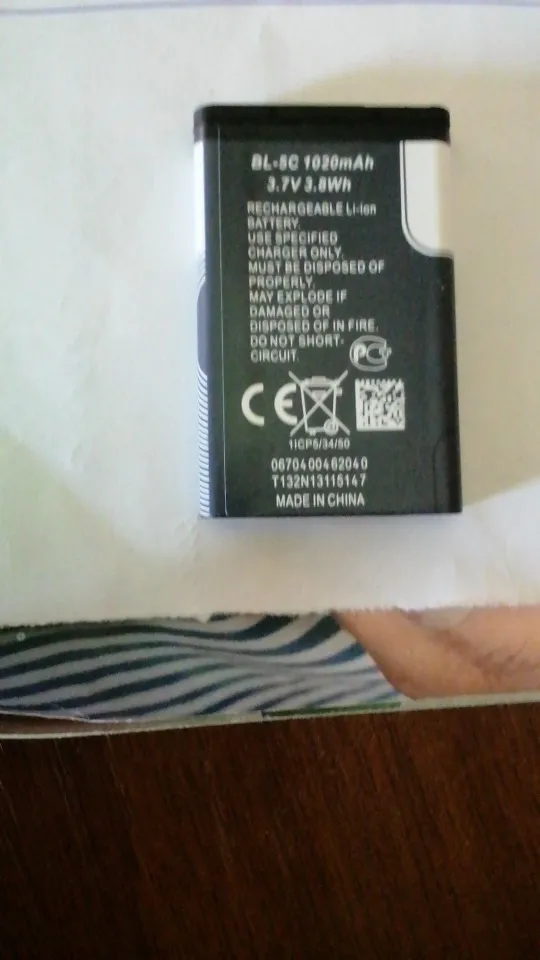 BL-5C 1020mAh
3.7V 3.8Wh
RECHARGEABLE Li-ion
BATTERY.
USE SPECIFIED
CHARGER ONLY.
MUST BE DISPOSED OF
PROPERLY.
MAY EXPLODE IF
DAMAGED OR
DISPOSED OF IN FIRE.
DO NOT SHORT-
CIRCUIT.
CE
1ICP5/34/50
0670400462040
T132N13115147
MADE IN CHINA